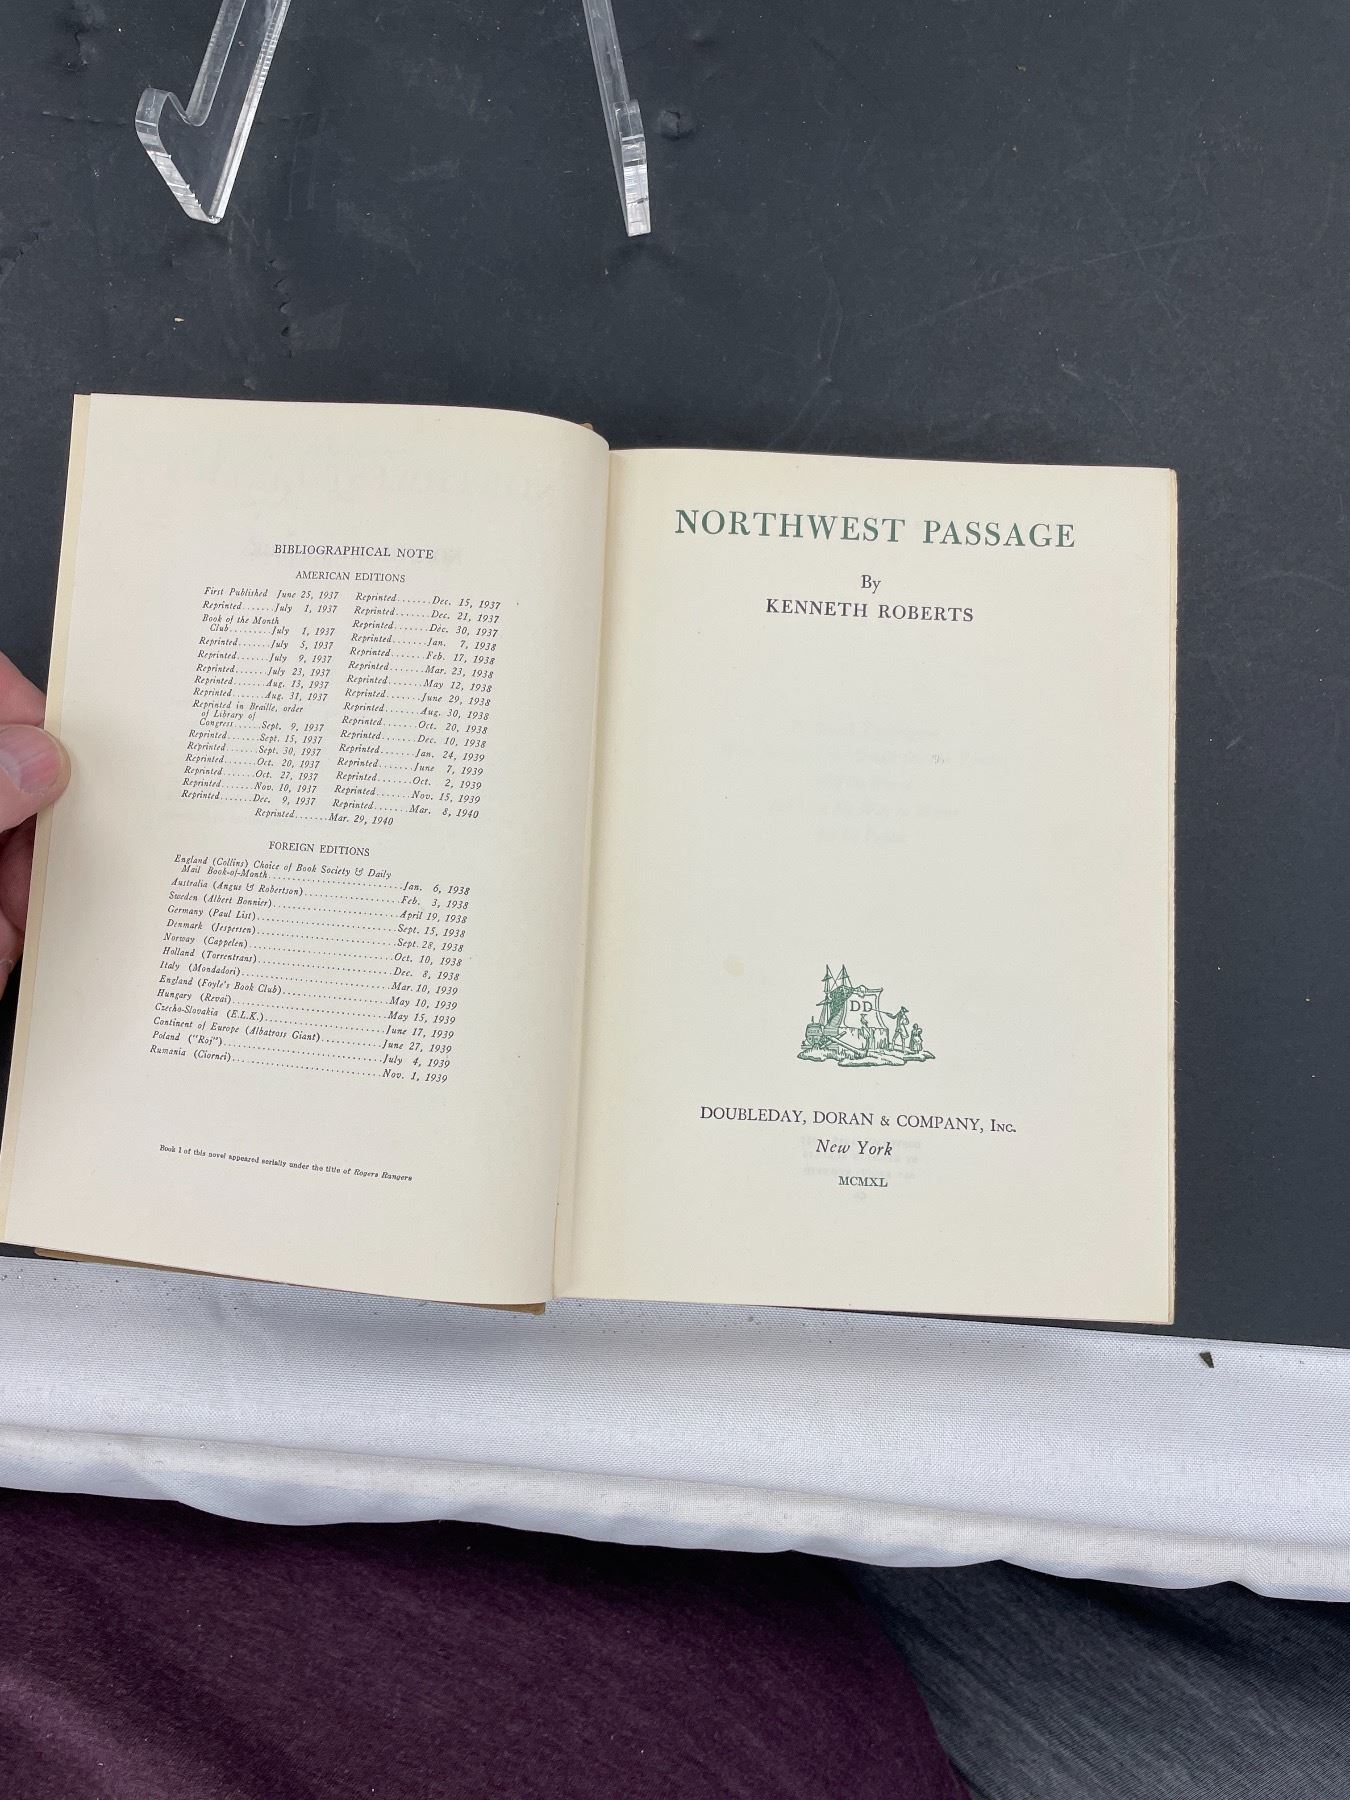 BIBLIOGRAPHICAL NOTE
AMERICAN EDITIONS
First Published June 25, 1937
Reprinted.......July 1, 1937
Book of the Month
Club.........July 1, 1937
Reprinted.......July 5, 1937
Reprinted.......July 9, 1937
Reprinted.......July 23, 1937
Reprinted.......Aug. 13, 1937
Reprinted.......Aug. 31, 1937
Reprinted in Braille, order
of Library of
Congress......Sept. 9, 1937
Reprinted.......Sept. 15, 1937
Reprinted.......Sept. 30, 1937
Reprinted.......Oct. 20, 1937
Reprinted.......Oct. 27, 1937
Reprinted.......Nov. 10, 1937
Reprinted.......Dec. 9, 1937
Reprinted.......Dec. 15, 1937
Reprinted.......Dec. 21, 1937
Reprinted.......Dec. 30, 1937
Reprinted.......Jan. 7, 1938
Reprinted.......Feb. 17, 1938
Reprinted.......Mar. 23, 1938
Reprinted.......May 12, 1938
Reprinted.......June 29, 1938
Reprinted.......Aug. 30, 1938
Reprinted.......Oct. 20, 1938
Reprinted.......Dec. 10, 1938
Reprinted.......Jan. 24, 1939
Reprinted.......June 7, 1939
Reprinted.......Oct. 2, 1939
Reprinted.......Nov. 15, 1939
Reprinted.......Mar. 8, 1940
Reprinted.......Mar. 29, 1940
FOREIGN EDITIONS
England (Collins) Choice of Book Society & Daily
Mail Book-of-Month............................Jan. 6, 1938
Australia (Angus & Robertson)....................Feb. 3, 1938
Sweden (Albert Bonnier)..........................April 19, 1938
Germany (Paul List)..............................Sept. 15, 1938
Denmark (Jespersen)..............................Sept. 28, 1938
Norway (Cappelen)................................Oct. 10, 1938
Holland (Torrentrans)............................Dec. 8, 1938
Italy (Mondadori)................................Mar. 10, 1939
England (Foyle's Book Club)......................May 10, 1939
Hungary (Revai)..................................May 15, 1939
Czecho-Slovakia (E.L.K.).........................June 17, 1939
Continent of Europe (Albatross Giant)............June 27, 1939
Poland ("Roj")...................................July 4, 1939
Rumania (Ciornei)................................Nov. 1, 1939
Book 1 of this novel appeared serially under the title of Rogers Rangers
NORTHWEST PASSAGE
By
KENNETH ROBERTS
DD
DOUBLEDAY, DORAN & COMPANY, INC.
New York
MCMXL